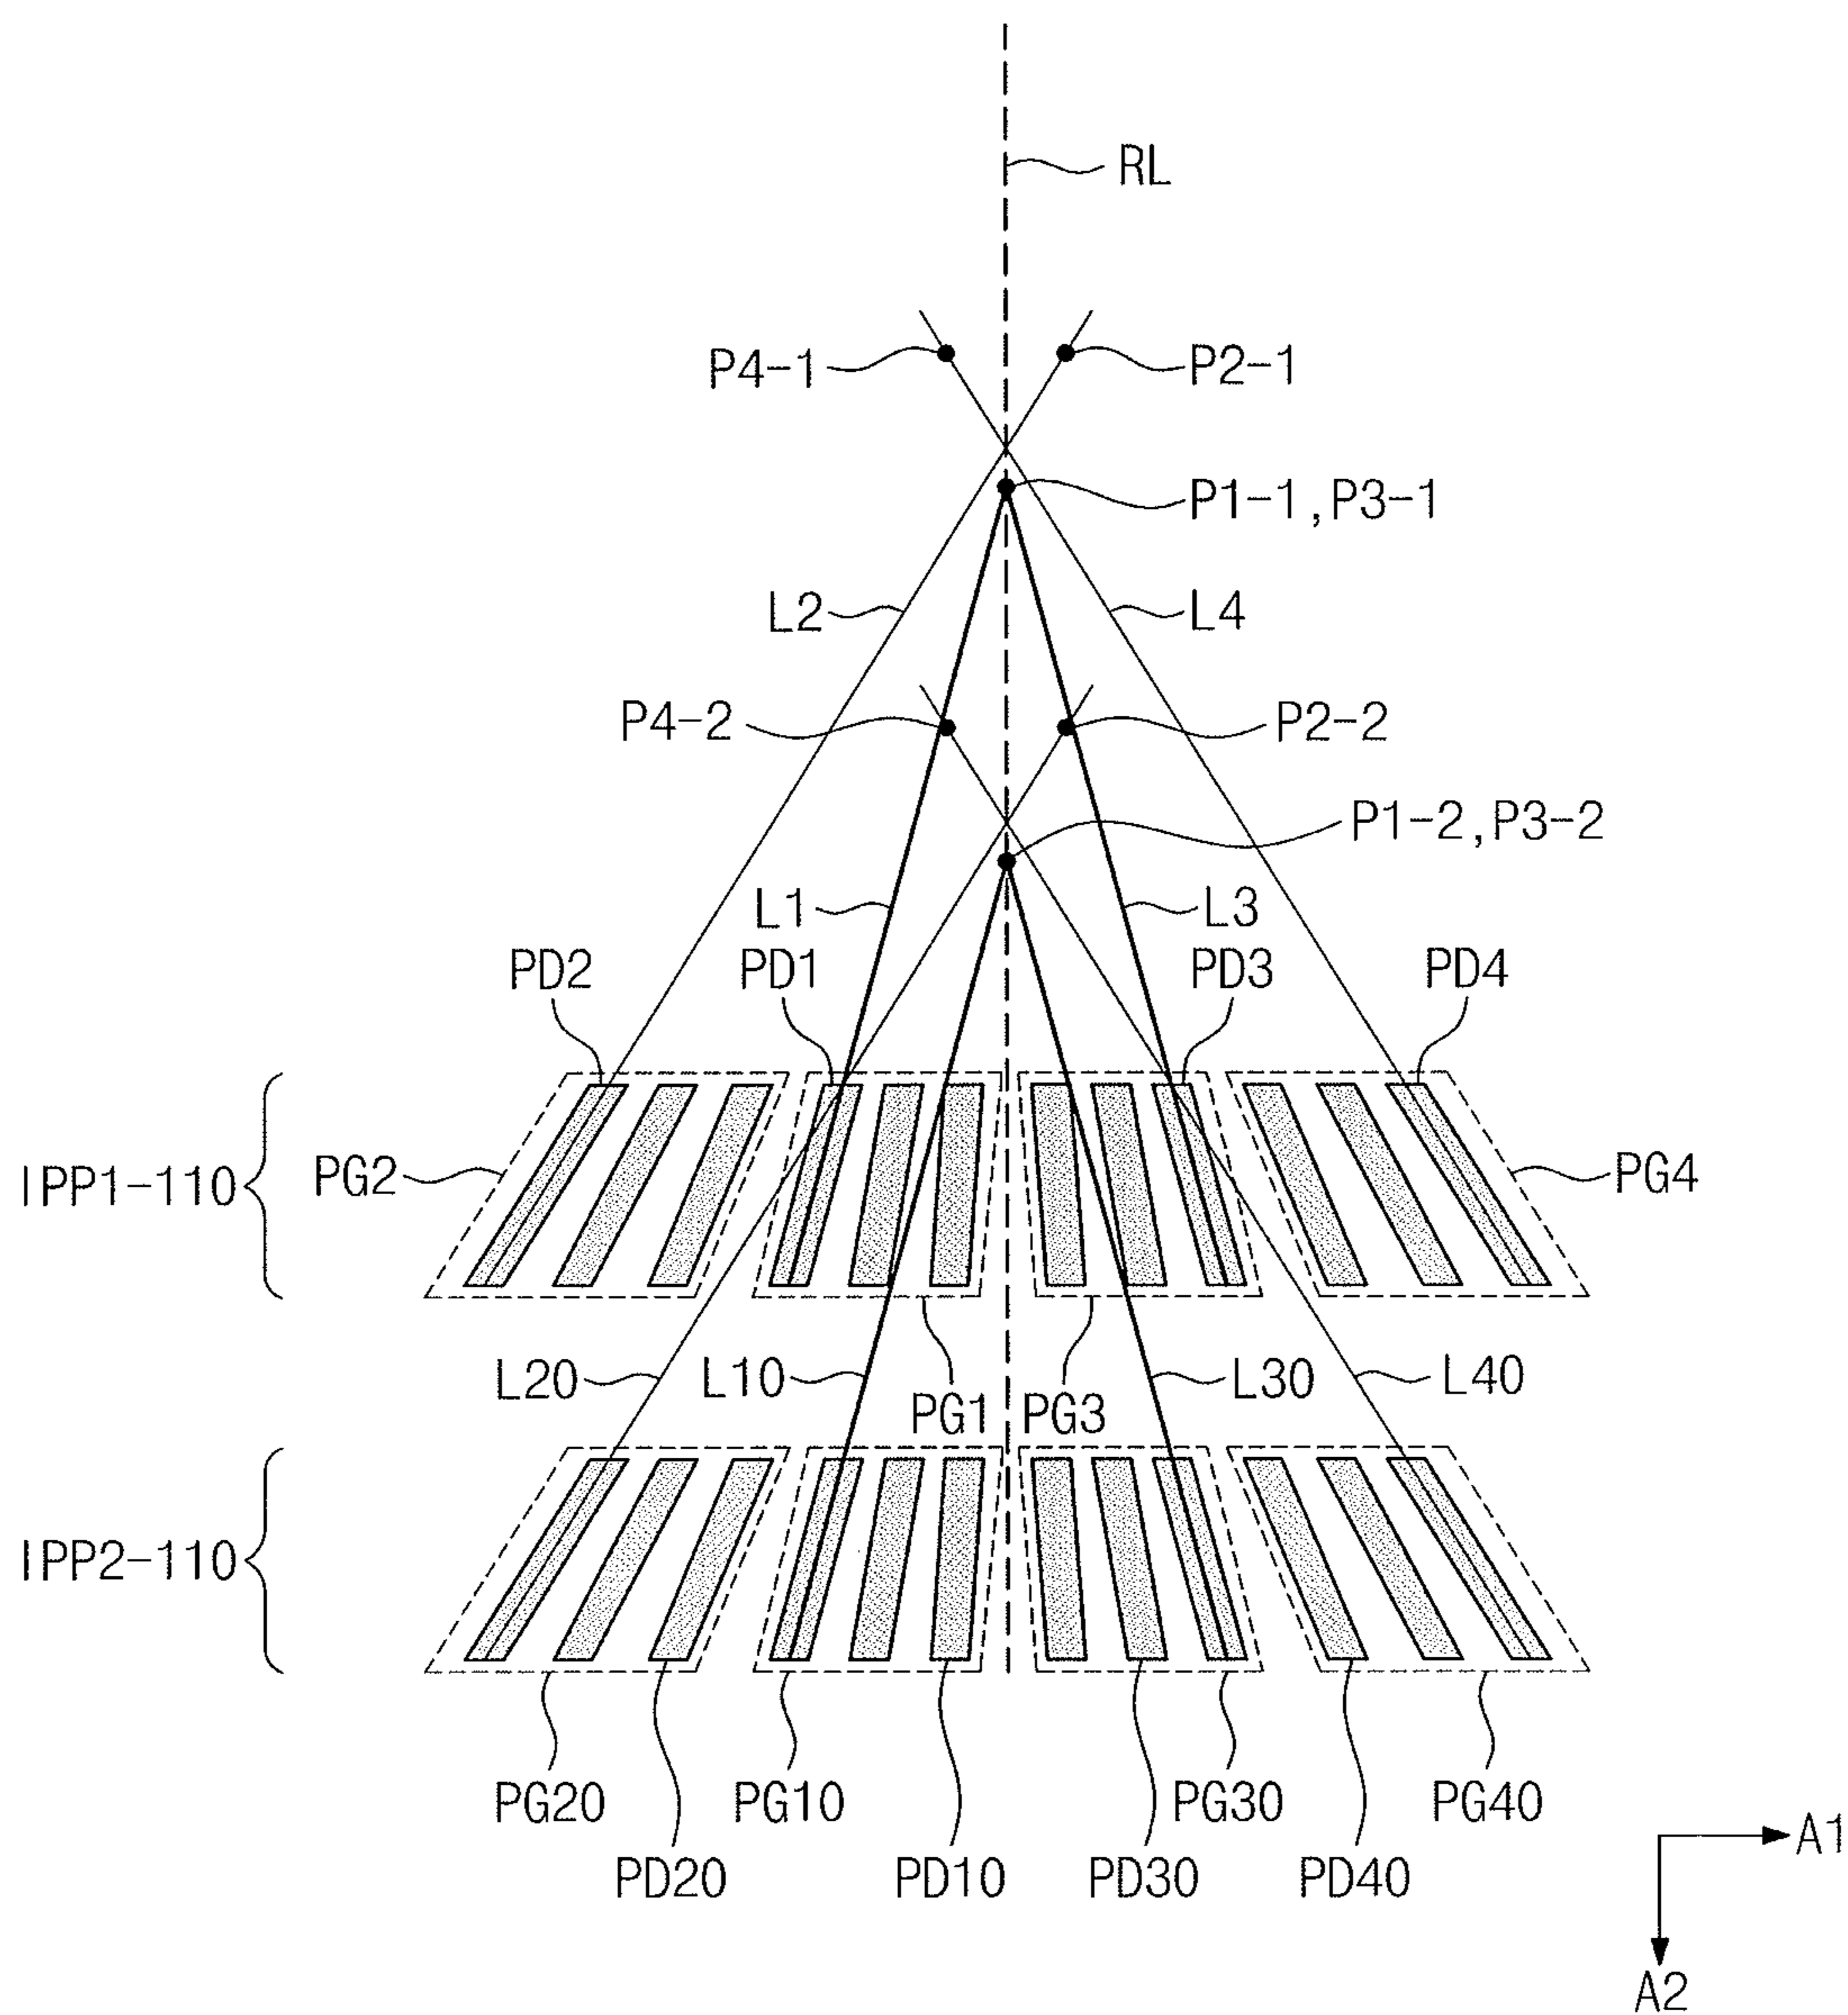 RL
P4-1
P2-1
P1-1, P3-1
L2
L4
P4-2
P2-2
P1-2, P3-2
L1
L3
PD2
PD1
PD3
PD4
IPP1-110
PG2
PG4
L20
L10
PG1
PG3
L30
L40
IPP2-110
PG20
PG10
PG30
PG40
PD20
PD10
PD30
PD40
A1
A2